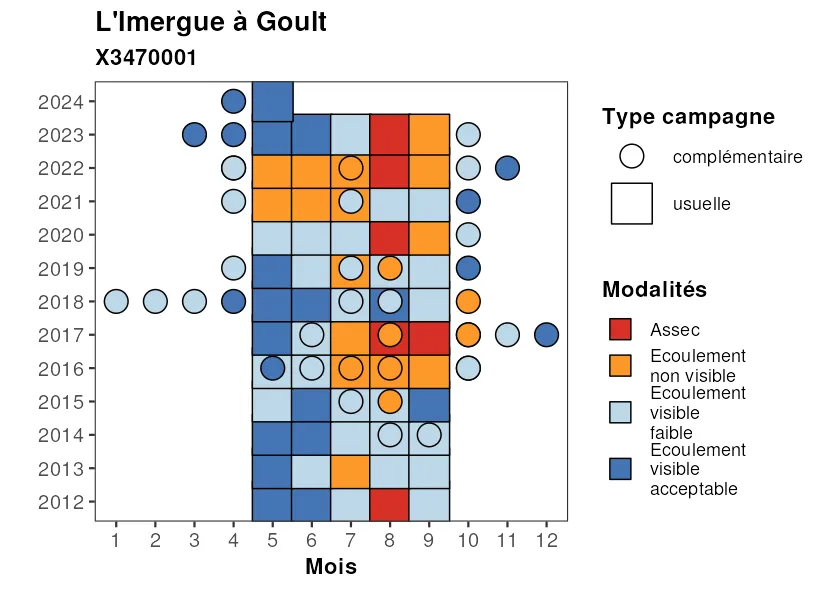 L'Imergue à Goult
X3470001
2024
2023
2022
2021
2020
2019
2018
2017
2016
2015
2014
2013
2012
1 2 3 4 5 6 7 8 9 10 11 12
Mois
Type campagne
complémentaire
usuelle
Modalités
Assec
Ecoulement
non visible
Ecoulement
visible
faible
Ecoulement
visible
acceptable